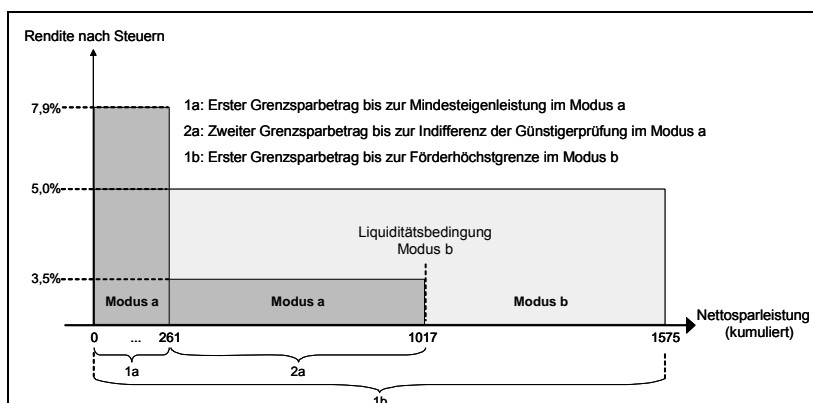 Rendite nach Steuern
7,9%
1a: Erster Grenzsparbetrag bis zur Mindesteigenleistung im Modus a
2a: Zweiter Grenzsparbetrag bis zur Indifferenz der Günstigerprüfung im Modus a
1b: Erster Grenzsparbetrag bis zur Förderhöchstgrenze im Modus b
5,0%
Liquiditätsbedingung
Modus b
3,5%
Modus a Modus a Modus b
Nettosparleistung
(kumuliert)
0 ... 261 1017 1575
1a 2a
1b